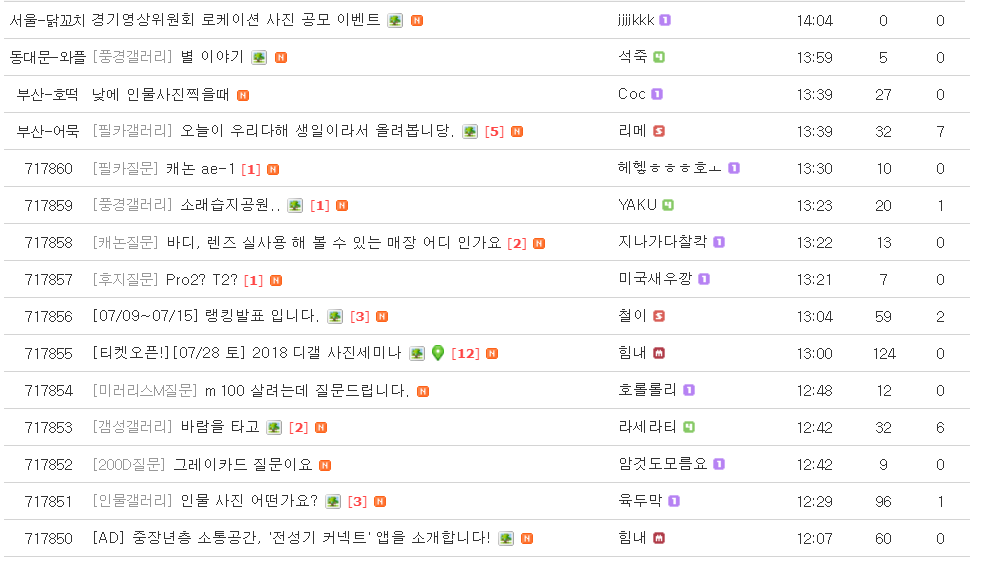 서울-닭꼬치 경기영상위원회 로케이션 사진 공모 이벤트 N jijijkkk 1 14:04 0 0
동대문-와플 [풍경갤러리] 별 이야기 N 석죽 4 13:59 5 0
부산-호떡 낮에 인물사진찍을때 N Coc 1 13:39 27 0
부산-어묵 [필카갤러리] 오늘이 우리다해 생일이라서 올려봅니당. [5] N 리메 S 13:39 32 7
717860 [필카질문] 캐논 ae-1 [1] N 헤헿ㅎㅎㅎ호ㅗ 1 13:30 10 0
717859 [풍경갤러리] 소래습지공원.. [1] N YAKU 4 13:23 20 1
717858 [캐논질문] 바디, 렌즈 실사용 해 볼 수 있는 매장 어디 인가요 [2] N 지나가다찰칵 1 13:22 13 0
717857 [후지질문] Pro2? T2? [1] N 미국새우깡 1 13:21 7 0
717856 [07/09~07/15] 랭킹발표 입니다. [3] N 철이 S 13:04 59 2
717855 [티켓오픈!][07/28 토] 2018 디갤 사진세미나 [12] N 힘내 M 13:00 124 0
717854 [미러리스M질문] m 100 살려는데 질문드립니다. N 호롤롤리 1 12:48 12 0
717853 [갬성갤러리] 바람을 타고 [2] N 라세라티 4 12:42 32 6
717852 [200D질문] 그레이카드 질문이요 N 암것도모름요 1 12:42 9 0
717851 [인물갤러리] 인물 사진 어떤가요? [3] N 육두막 1 12:29 96 1
717850 [AD] 중장년층 소통공간, '전성기 커넥트' 앱을 소개합니다! N 힘내 M 12:07 60 0